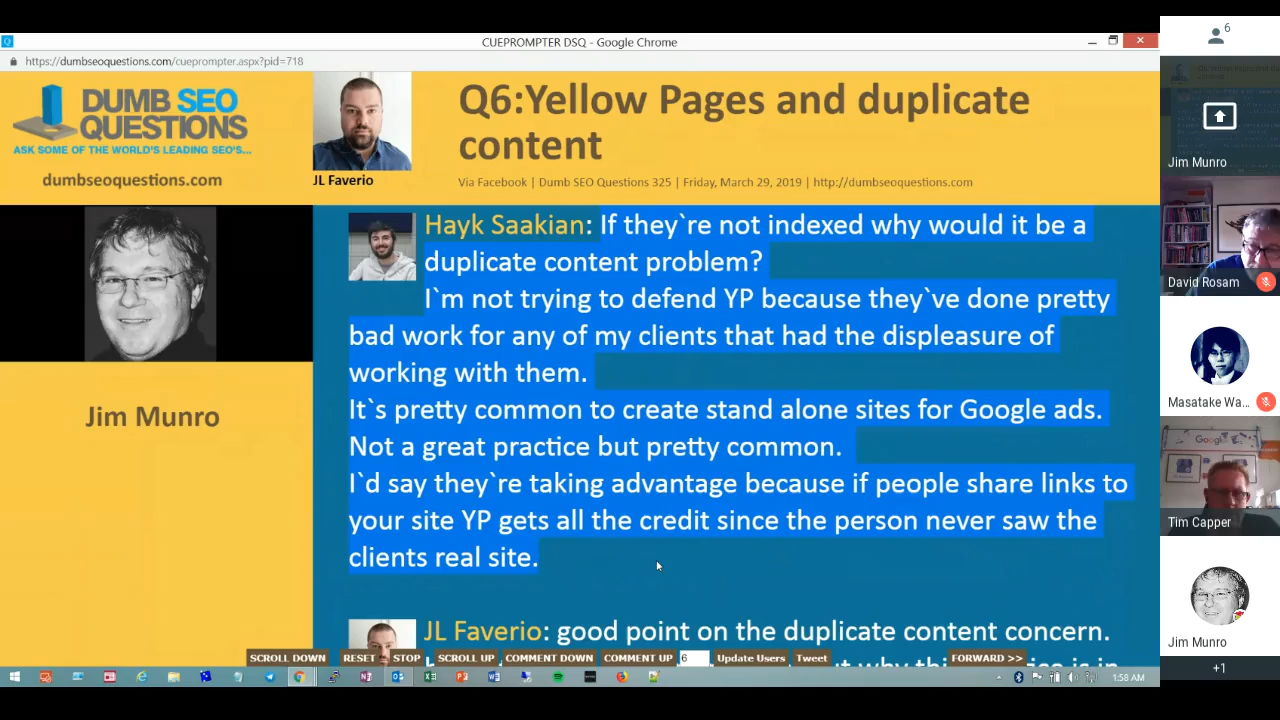 CUEPROMPTER DSQ - Google Chrome
https://dumbseoquestions.com/cueprompter.aspx?pid=718
DUMB SEO
QUESTIONS
ASK SOME OF THE WORLD'S LEADING SEO'S...
dumbseoquestions.com
JL Faverio
Q6:Yellow Pages and duplicate
content
Via Facebook | Dumb SEO Questions 325 | Friday, March 29, 2019 | http://dumbseoquestions.com
Jim Munro
Hayk Saakian: If they`re not indexed why would it be a
duplicate content problem?
I`m not trying to defend YP because they`ve done pretty
bad work for any of my clients that had the displeasure of
working with them.
It`s pretty common to create stand alone sites for Google ads.
Not a great practice but pretty common.
I`d say they`re taking advantage because if people share links to
your site YP gets all the credit since the person never saw the
clients real site.
JL Faverio: good point on the duplicate content concern.
SCROLL DOWN RESET STOP SCROLL UP COMMENT DOWN COMMENT UP 6 Update Users Tweet FORWARD >>
1:58 AM
6
Jim Munro
David Rosam
Masatake Wa...
Google
Tim Capper
Jim Munro
+1